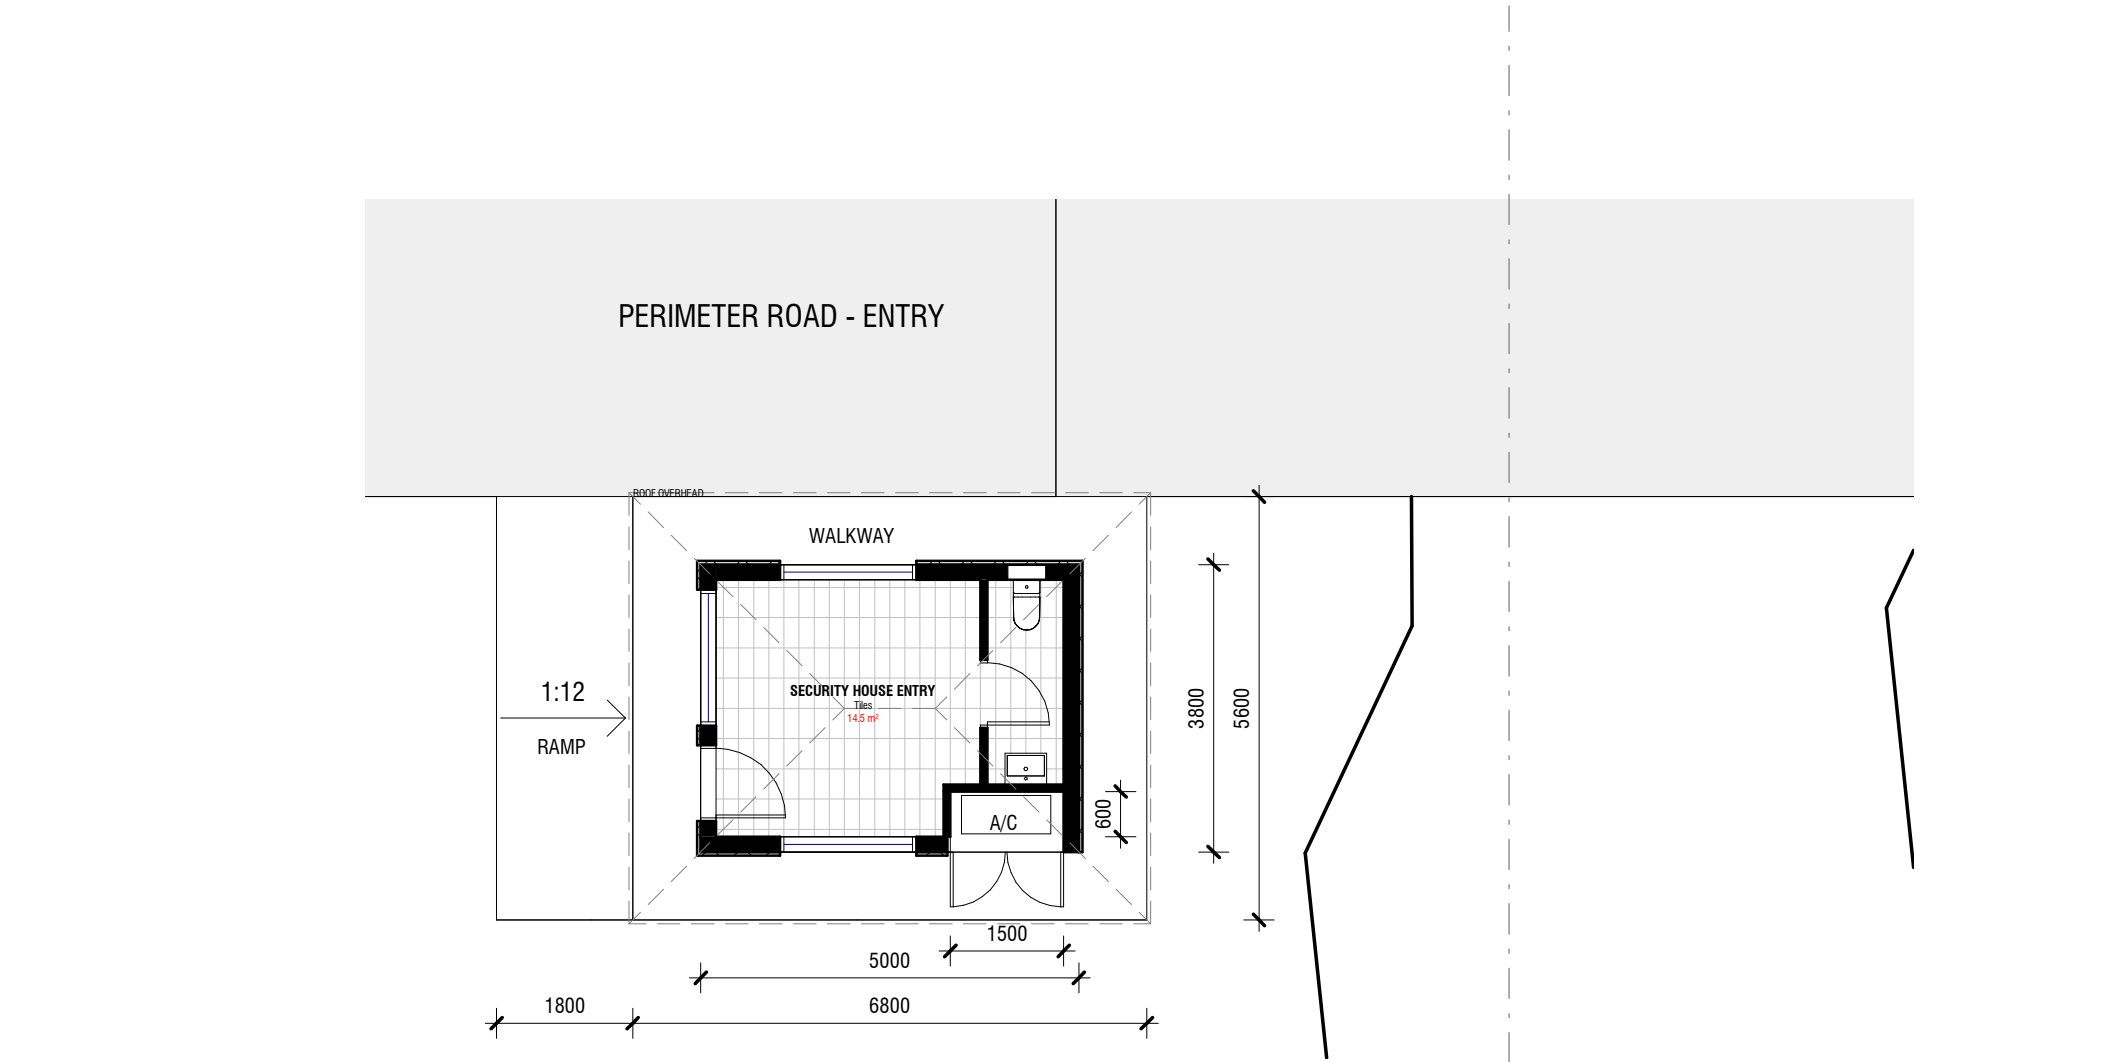 PERIMETER ROAD - ENTRY
ROOF OVERHEAD
WALKWAY
1:12
RAMP
SECURITY HOUSE ENTRY
Tiles
14.5 m²
3800
5600
600
A/C
1500
5000
1800
6800